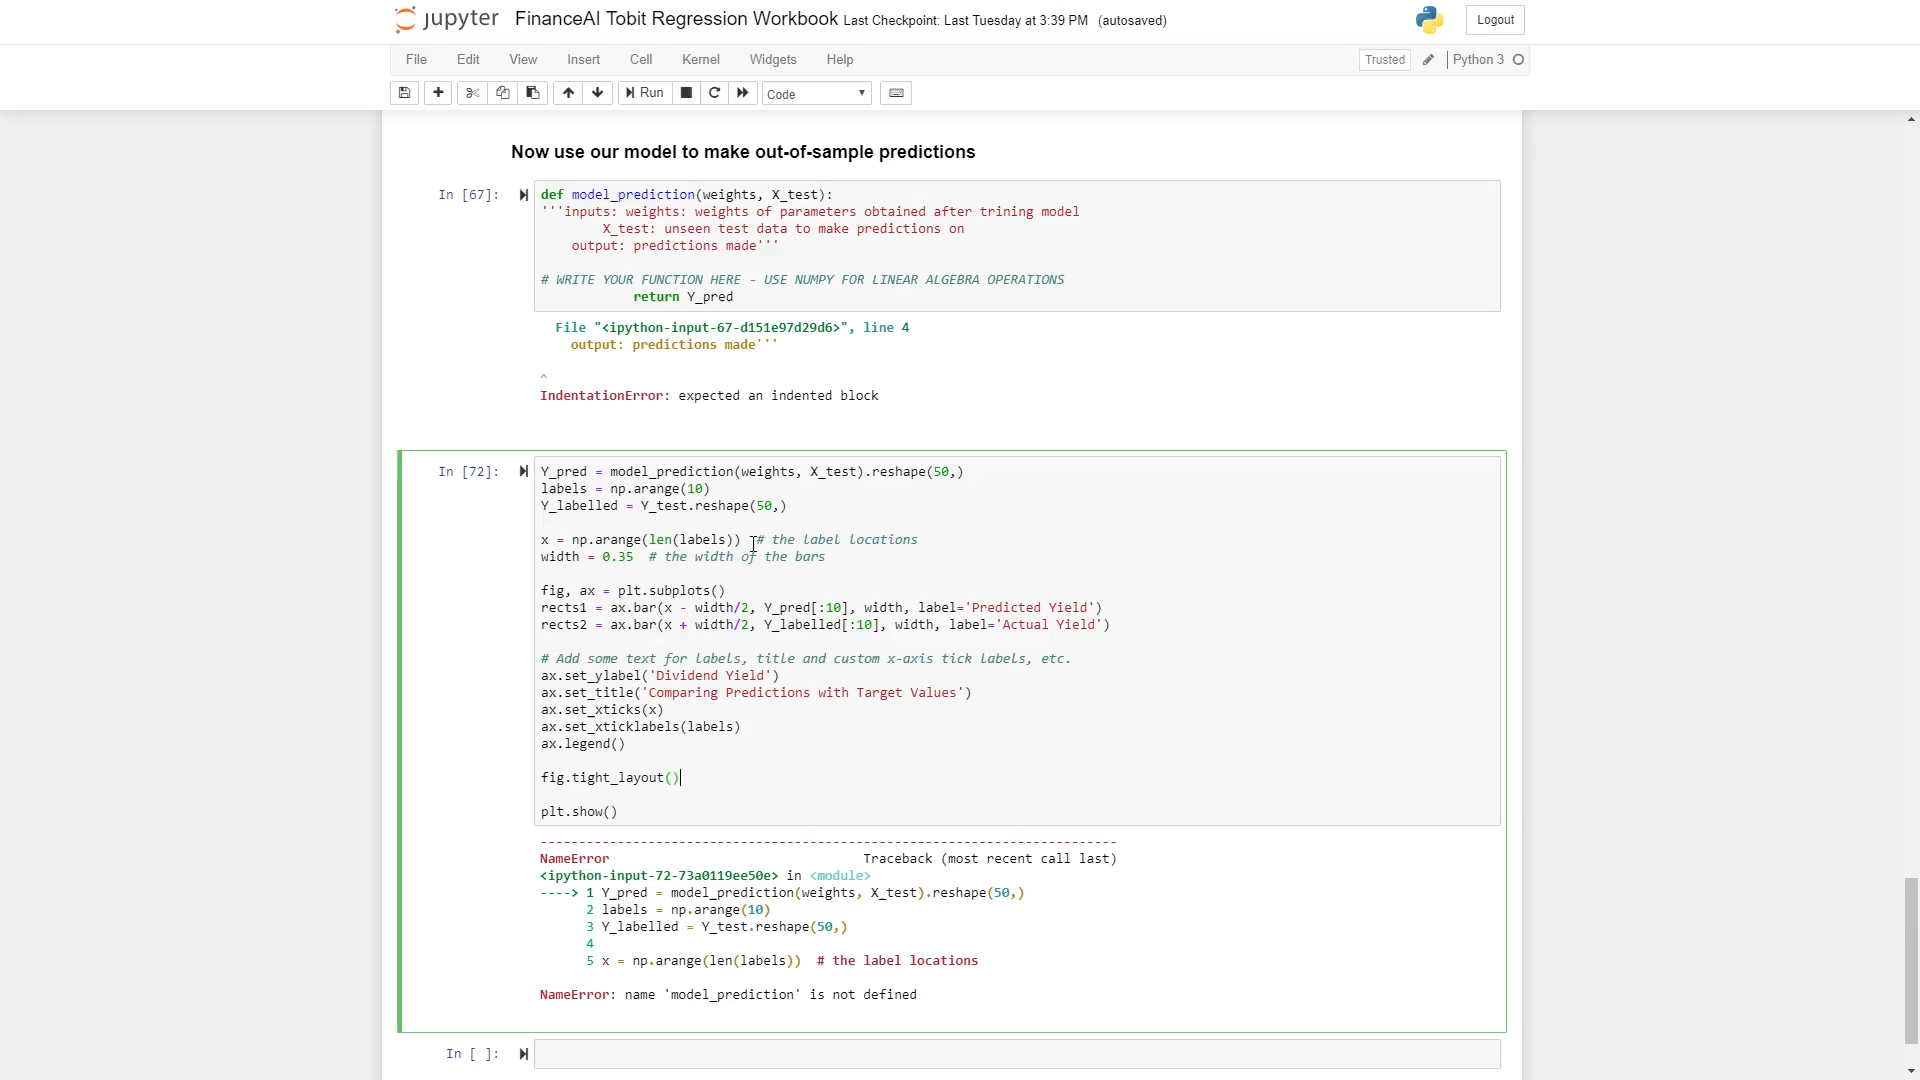 jupyter FinanceAI Tobit Regression Workbook Last Checkpoint: Last Tuesday at 3:39 PM (autosaved) Logout
File Edit View Insert Cell Kernel Widgets Help Trusted Python 3
Run Code
Now use our model to make out-of-sample predictions
In [67]: def model_prediction(weights, X_test):
'''inputs: weights: weights of parameters obtained after trining model
X_test: unseen test data to make predictions on
output: predictions made'''
# WRITE YOUR FUNCTION HERE - USE NUMPY FOR LINEAR ALGEBRA OPERATIONS
return Y_pred
File "<ipython-input-67-d151e97d29d6>", line 4
output: predictions made'''
^
IndentationError: expected an indented block
In [72]: Y_pred = model_prediction(weights, X_test).reshape(50,)
labels = np.arange(10)
Y_labelled = Y_test.reshape(50,)
x = np.arange(len(labels)) # the label locations
width = 0.35 # the width of the bars
fig, ax = plt.subplots()
rects1 = ax.bar(x - width/2, Y_pred[:10], width, label='Predicted Yield')
rects2 = ax.bar(x + width/2, Y_labelled[:10], width, label='Actual Yield')
# Add some text for labels, title and custom x-axis tick labels, etc.
ax.set_ylabel('Dividend Yield')
ax.set_title('Comparing Predictions with Target Values')
ax.set_xticks(x)
ax.set_xticklabels(labels)
ax.legend()
fig.tight_layout()
plt.show()
---------------------------------------------------------------------------
NameError Traceback (most recent call last)
<ipython-input-72-73a0119ee50e> in <module>
----> 1 Y_pred = model_prediction(weights, X_test).reshape(50,)
2 labels = np.arange(10)
3 Y_labelled = Y_test.reshape(50,)
4
5 x = np.arange(len(labels)) # the label locations
NameError: name 'model_prediction' is not defined
In [ ]: